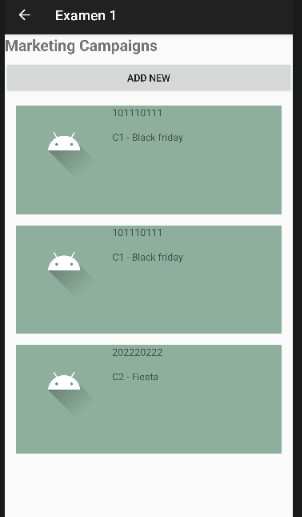 Examen 1
Marketing Campaigns
ADD NEW
101110111
C1 - Black friday
101110111
C1 - Black friday
202220222
C2 - Fiesta